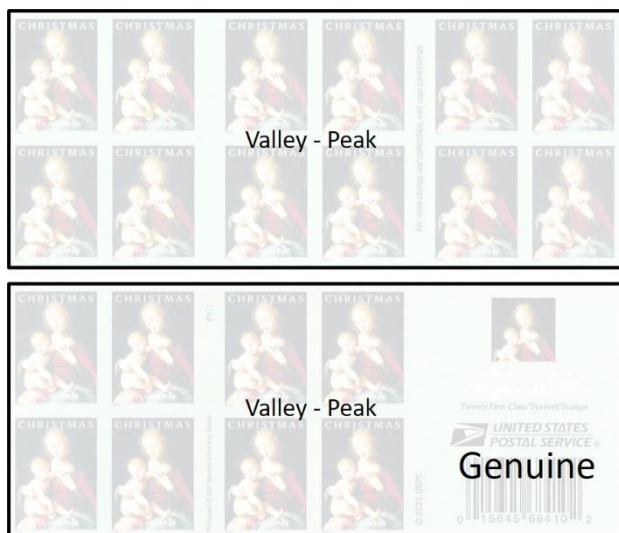 CHRISTMAS CHRISTMAS CHRISTMAS CHRISTMAS CHRISTMAS CHRISTMAS
Valley - Peak
CHRISTMAS CHRISTMAS CHRISTMAS CHRISTMAS CHRISTMAS CHRISTMAS
CHRISTMAS CHRISTMAS CHRISTMAS CHRISTMAS
P111
Valley - Peak
CHRISTMAS CHRISTMAS CHRISTMAS CHRISTMAS
© 2022 USPS
Twenty First-Class Forever Stamps
UNITED STATES
POSTAL SERVICE®
Genuine
0 15645 68410 2